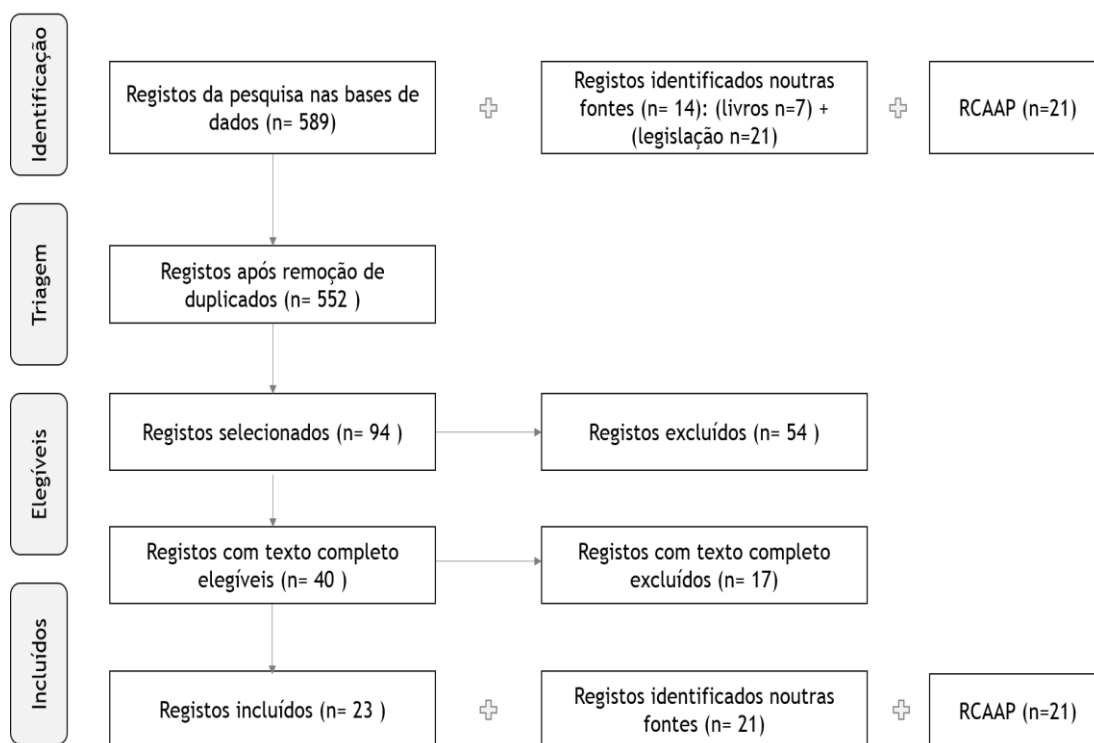 Identificação
Registos da pesquisa nas bases de
dados (n= 589)
Registos identificados noutras
fontes (n= 14): (livros n=7) +
(legislação n=21)
RCAAP (n=21)
Triagem
Registos após remoção de
duplicados (n= 552 )
Elegíveis
Registos selecionados (n= 94 )
Registos excluídos (n= 54 )
Registos com texto completo
elegíveis (n= 40 )
Registos com texto completo
excluídos (n= 17)
Incluídos
Registos incluídos (n= 23 )
Registos identificados noutras
fontes (n= 21)
RCAAP (n=21)